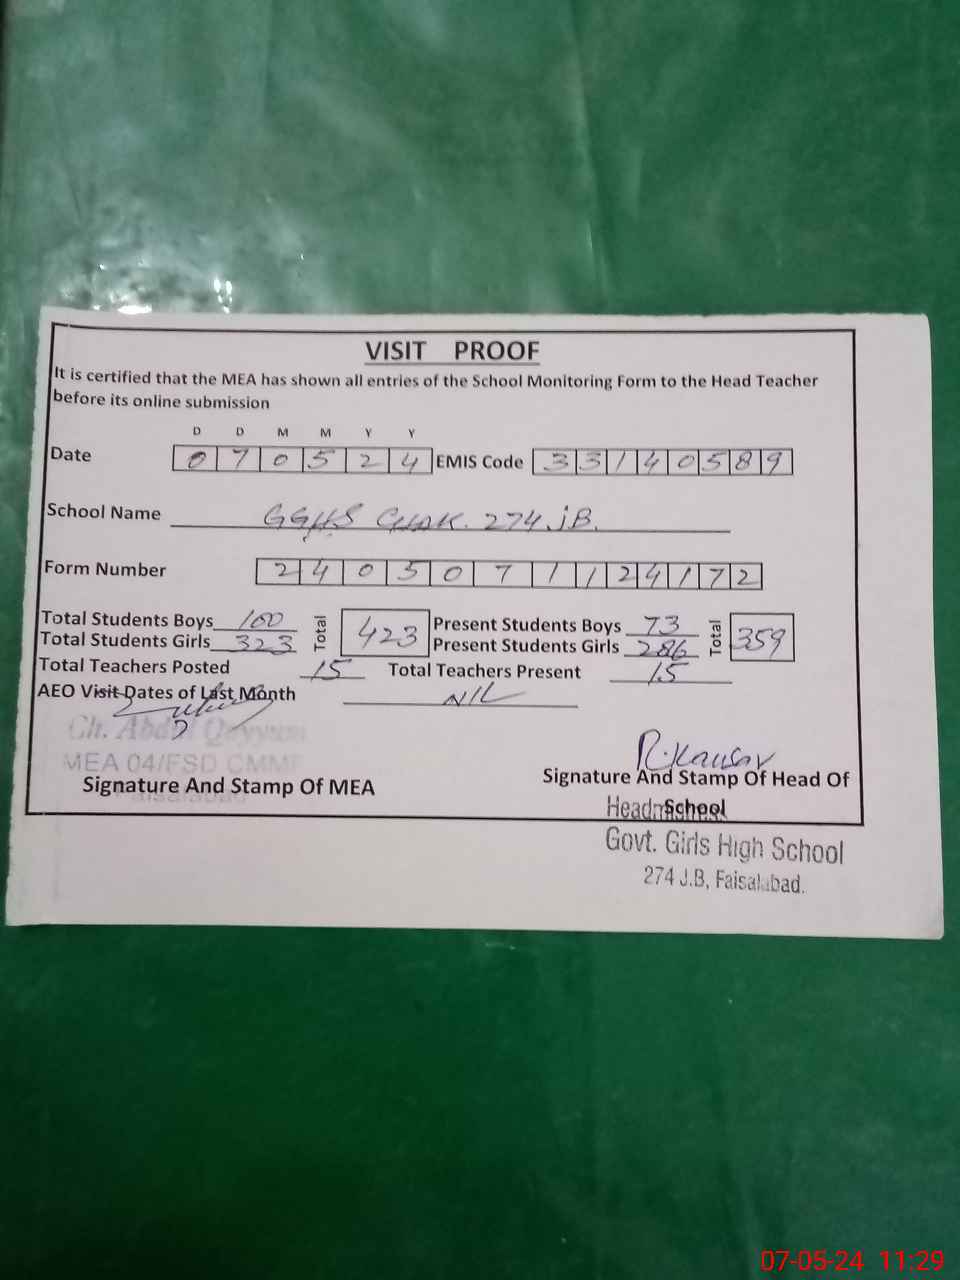 VISIT PROOF
It is certified that the MEA has shown all entries of the School Monitoring Form to the Head Teacher
before its online submission
D D M M Y Y
Date 0 7 0 5 2 4 EMIS Code 3 3 1 4 0 5 8 9
School Name GGHS CHAK. 274 JB.
Form Number 2 4 0 5 0 7 1 1 2 4 1 7 2
Total Students Boys 100 Total 423 Present Students Boys 73 Total 359
Total Students Girls 323 Present Students Girls 286
Total Teachers Posted 15 Total Teachers Present 15
AEO Visit Dates of Last Month NIL
Ch. Abdul Qayyum
MEA 04/FSD CMMF
Faisalabad
Signature And Stamp Of MEA
R. Kausar
Signature And Stamp Of Head Of
School
Headmistress
Govt. Girls High School
274 J.B, Faisalabad.
07-05-24 11:29